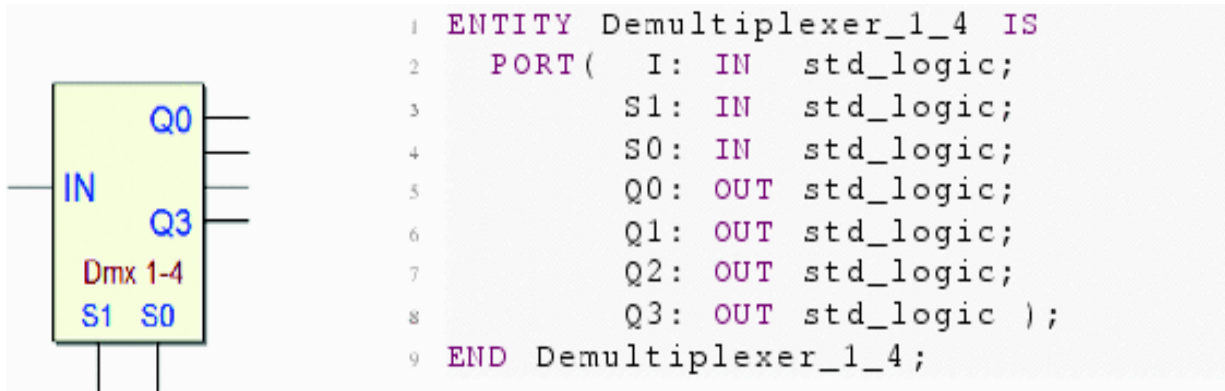 Q0
IN
Q3
Dmx 1-4
S1 S0
1 ENTITY Demultiplexer_1_4 IS
2 PORT( I: IN std_logic;
3 S1: IN std_logic;
4 S0: IN std_logic;
5 Q0: OUT std_logic;
6 Q1: OUT std_logic;
7 Q2: OUT std_logic;
8 Q3: OUT std_logic );
9 END Demultiplexer_1_4;